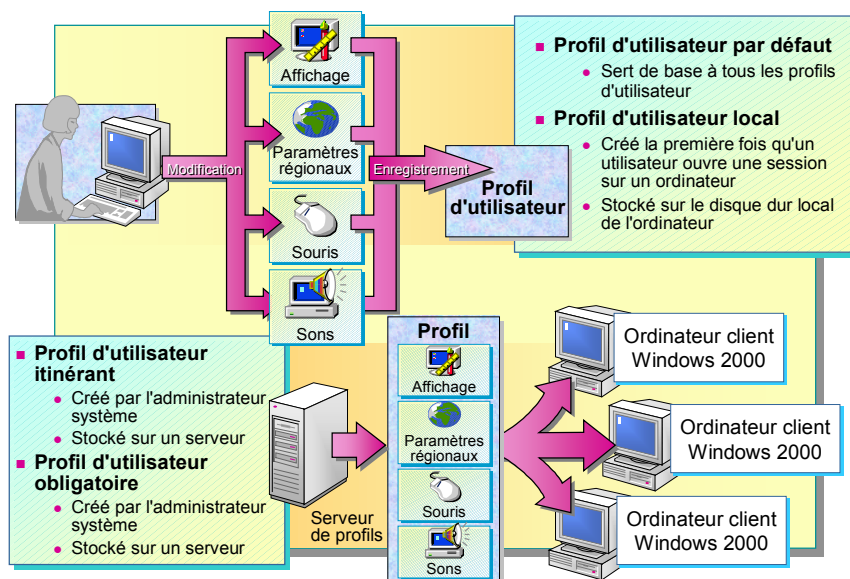 Affichage
Paramètres
régionaux
Souris
Sons
Modification
Enregistrement
Profil
d'utilisateur
Profil d'utilisateur par défaut
Sert de base à tous les profils
d'utilisateur
Profil d'utilisateur local
Créé la première fois qu'un
utilisateur ouvre une session
sur un ordinateur
Stocké sur le disque dur local
de l'ordinateur
Profil d'utilisateur
itinérant
Créé par l'administrateur
système
Stocké sur un serveur
Profil d'utilisateur
obligatoire
Créé par l'administrateur
système
Stocké sur un serveur
Serveur
de profils
Profil
Affichage
Paramètres
régionaux
Souris
Sons
Ordinateur client
Windows 2000
Ordinateur client
Windows 2000
Ordinateur client
Windows 2000